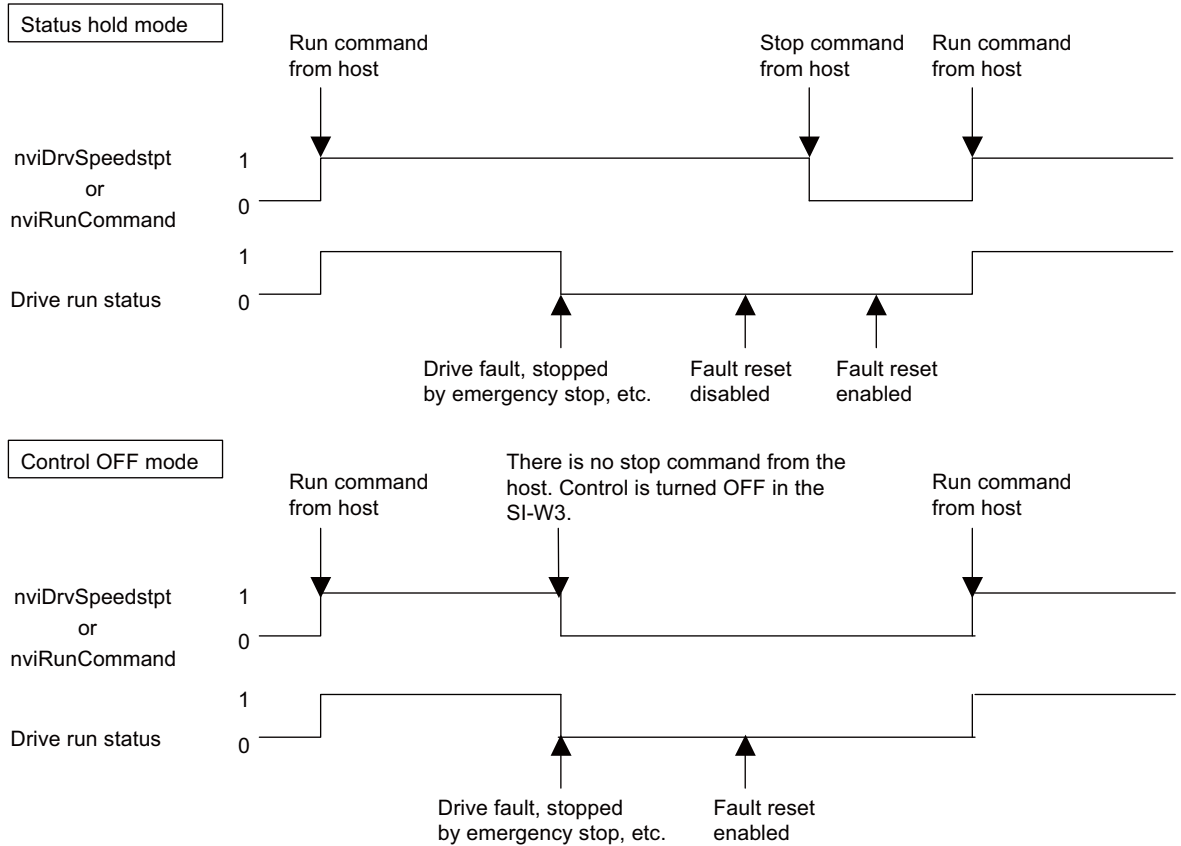 Status hold mode
Run command
from host
Stop command
from host
Run command
from host
nviDrvSpeedstpt
or
nviRunCommand
1
0
Drive run status
1
0
Drive fault, stopped
by emergency stop, etc.
Fault reset
disabled
Fault reset
enabled
Control OFF mode
Run command
from host
There is no stop command from the
host. Control is turned OFF in the
SI-W3.
Run command
from host
nviDrvSpeedstpt
or
nviRunCommand
1
0
Drive run status
1
0
Drive fault, stopped
by emergency stop, etc.
Fault reset
enabled